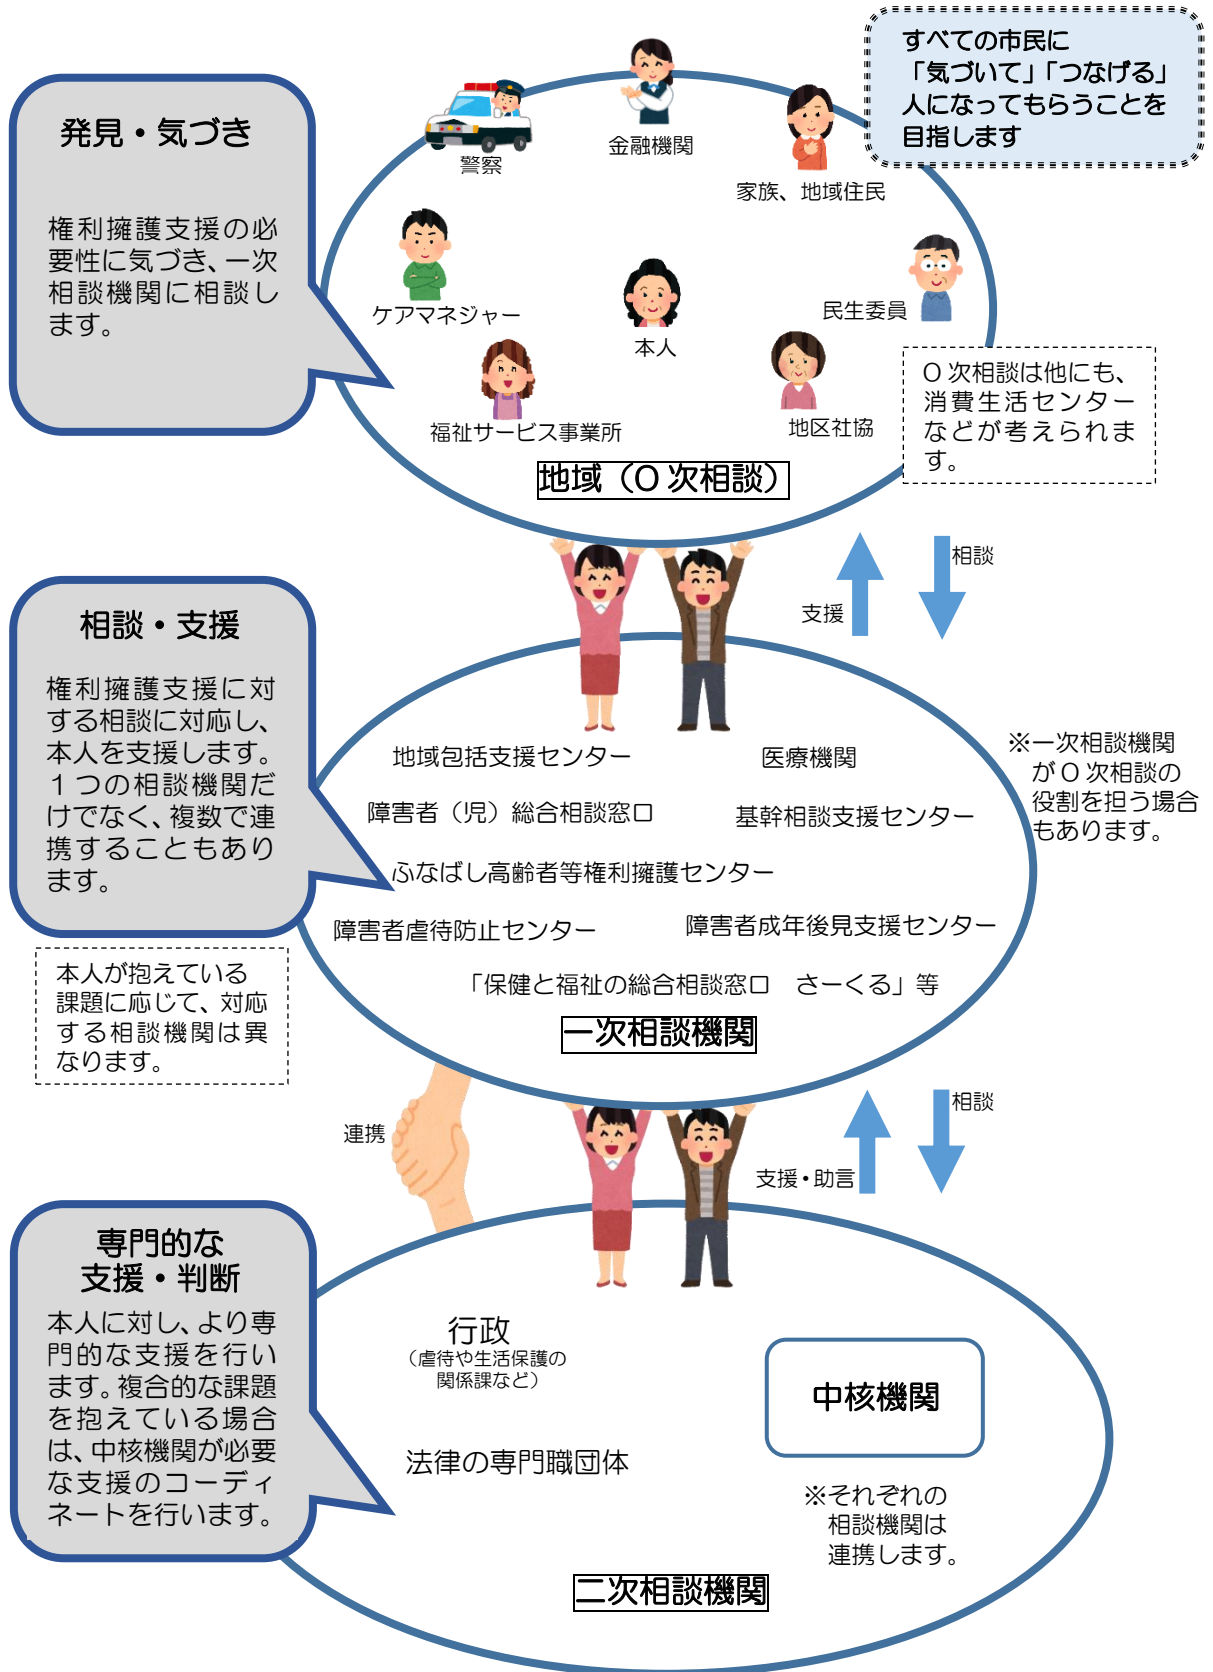 すべての市民に
「気づいて」「つなげる」
人になってもらうことを
目指します
発見・気づき
権利擁護支援の必
要性に気づき、一次
相談機関に相談し
ます。
警察
金融機関
家族、地域住民
ケアマネジャー
本人
民生委員
福祉サービス事業所
地区社協
地域（０次相談）
０次相談は他にも、
消費生活センター
などが考えられま
す。
支援
相談
相談・支援
権利擁護支援に対
する相談に対応し、
本人を支援します。
１つの相談機関だ
けでなく、複数で連
携することもあり
ます。
本人が抱えている
課題に応じて、対応
する相談機関は異
なります。
地域包括支援センター
医療機関
障害者（児）総合相談窓口
基幹相談支援センター
ふなばし高齢者等権利擁護センター
障害者虐待防止センター
障害者成年後見支援センター
「保健と福祉の総合相談窓口　さーくる」等
一次相談機関
※一次相談機関
が０次相談の
役割を担う場合
もあります。
連携
支援・助言
相談
専門的な
支援・判断
本人に対し、より専
門的な支援を行い
ます。複合的な課題
を抱えている場合
は、中核機関が必要
な支援のコーディ
ネートを行います。
行政
（虐待や生活保護の
関係課など）
法律の専門職団体
中核機関
※それぞれの
相談機関は
連携します。
二次相談機関